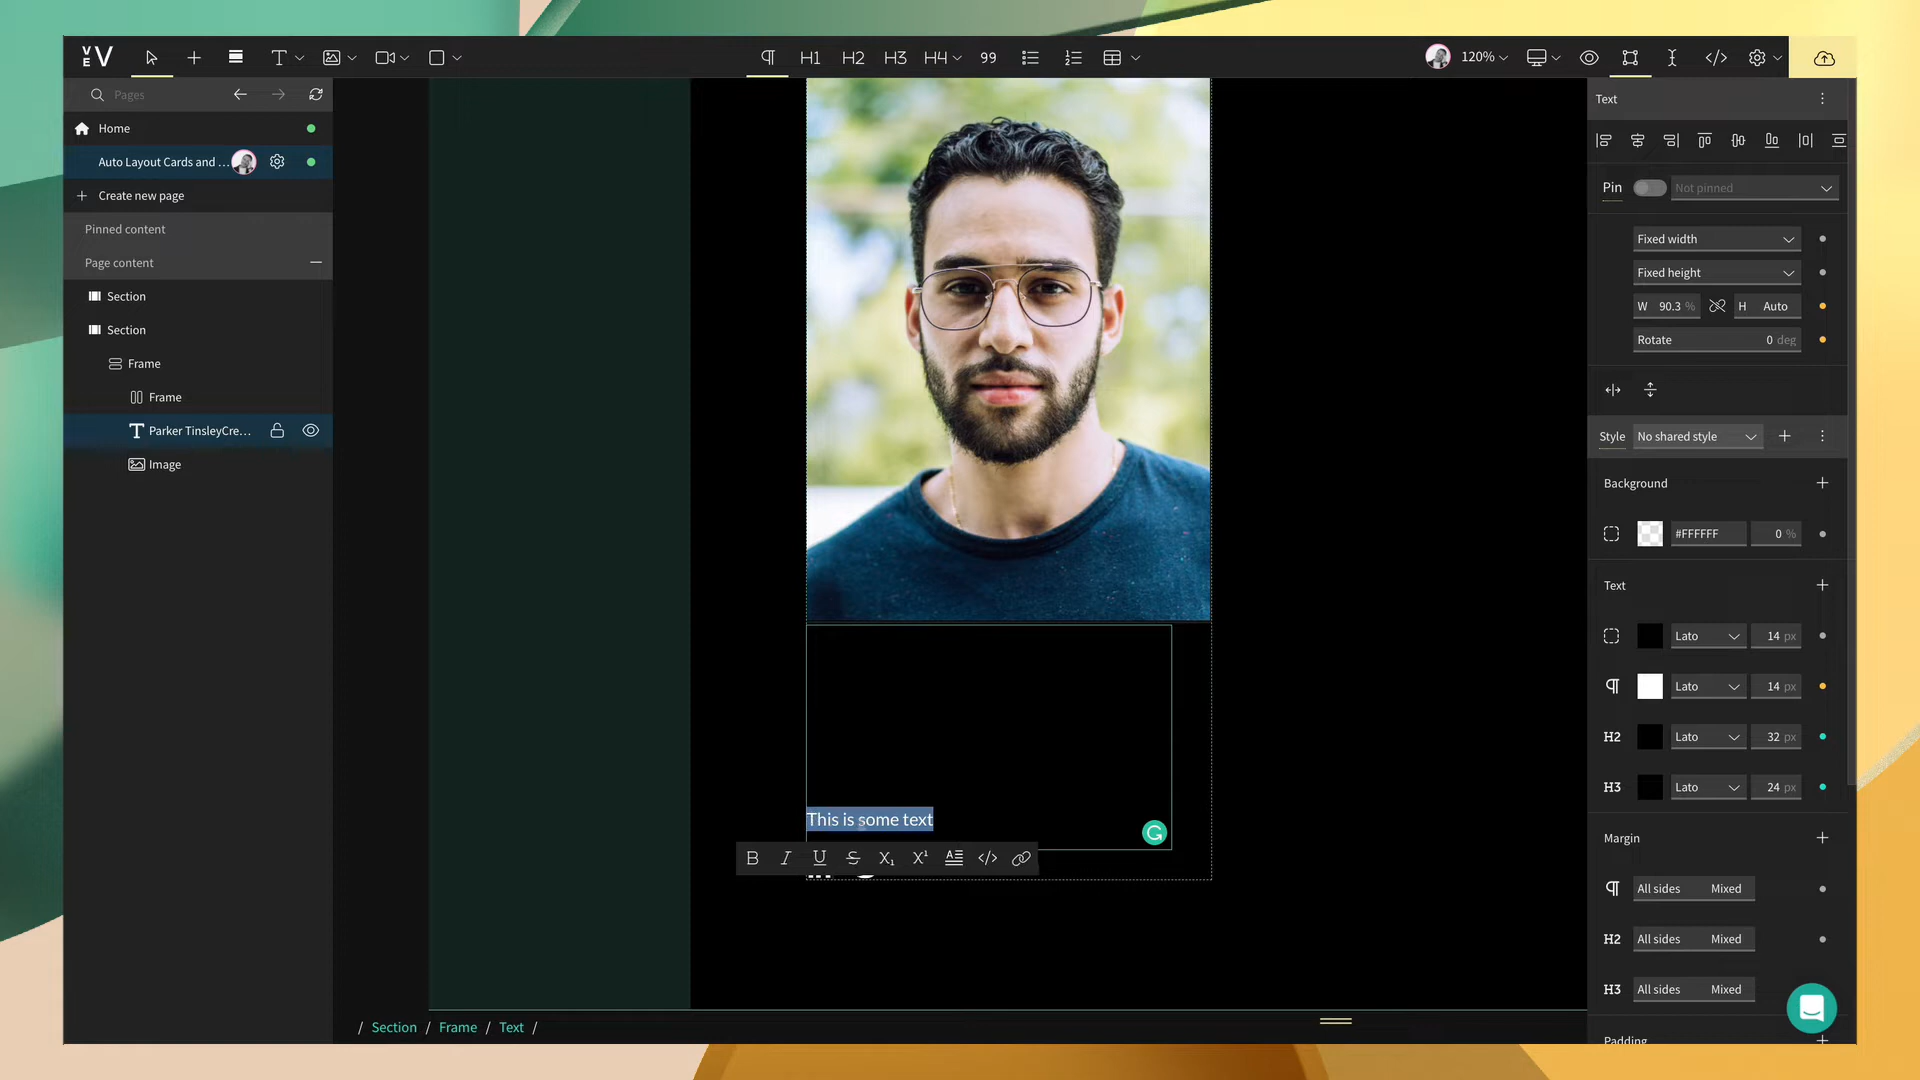 VEV
H1 H2 H3 H4 99
120%
Pages
Home
Auto Layout Cards and ...
Create new page
Pinned content
Page content
Section
Section
Frame
Frame
Parker TinsleyCre...
Image
This is some text
B I U S X₁ X¹ A </>
/ Section / Frame / Text /
Text
Pin Not pinned
Fixed width
Fixed height
W 90.3 % H Auto
Rotate 0 deg
Style No shared style
Background
#FFFFFF 0 %
Text
Lato 14 px
¶ Lato 14 px
H2 Lato 32 px
H3 Lato 24 px
Margin
¶ All sides Mixed
H2 All sides Mixed
H3 All sides Mixed
Padding